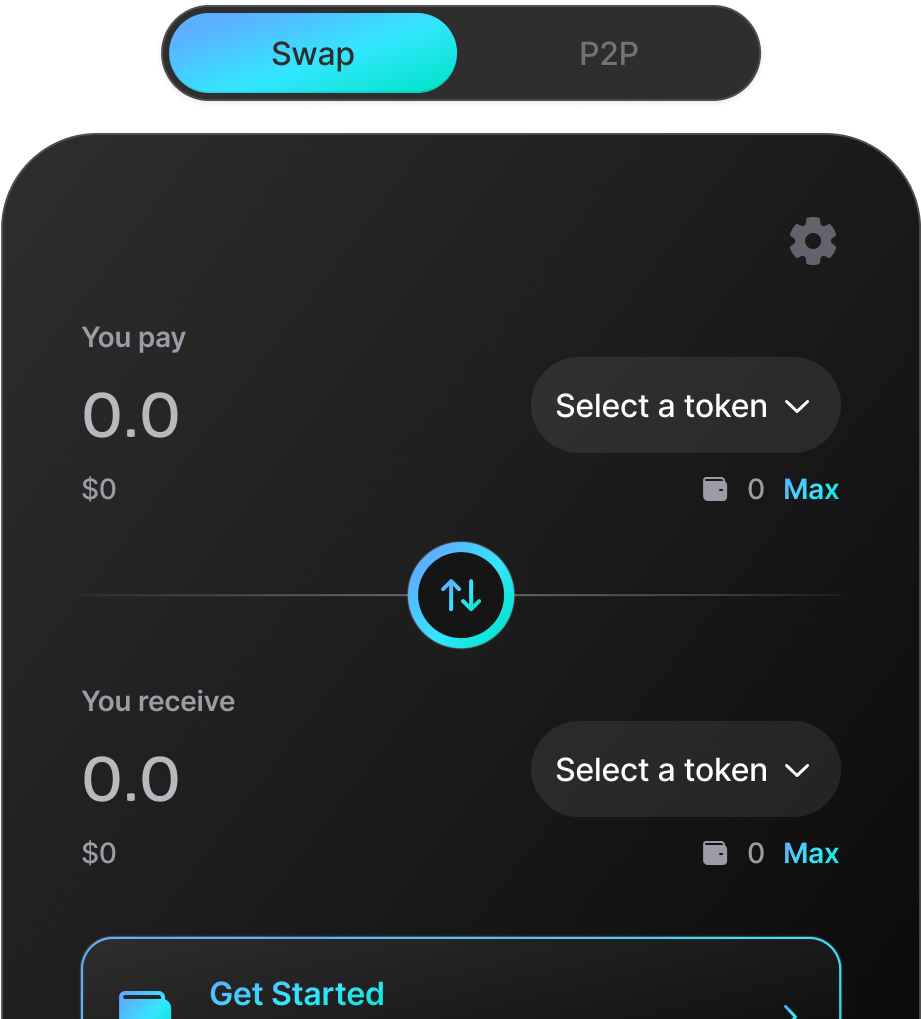 Swap P2P
You pay
0.0 Select a token
$0 0 Max
You receive
0.0 Select a token
$0 0 Max
Get Started